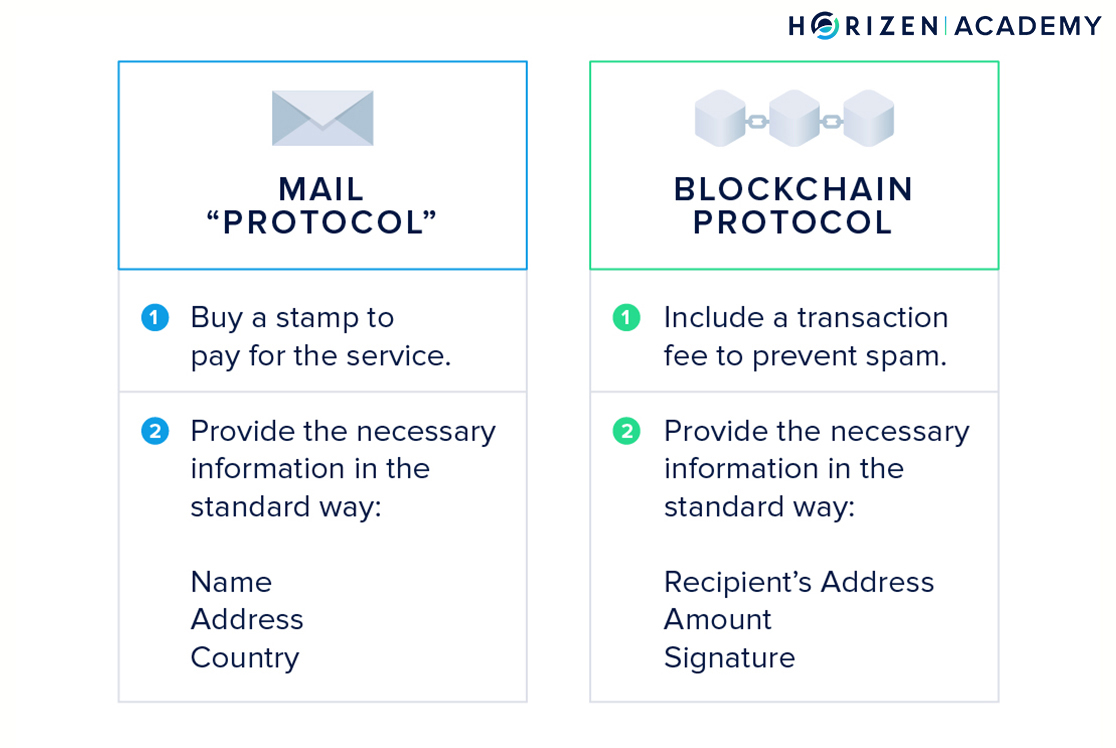 HORIZEN | ACADEMY
MAIL
“PROTOCOL”
1 Buy a stamp to
pay for the service.
2 Provide the necessary
information in the
standard way:
Name
Address
Country
BLOCKCHAIN
PROTOCOL
1 Include a transaction
fee to prevent spam.
2 Provide the necessary
information in the
standard way:
Recipient’s Address
Amount
Signature